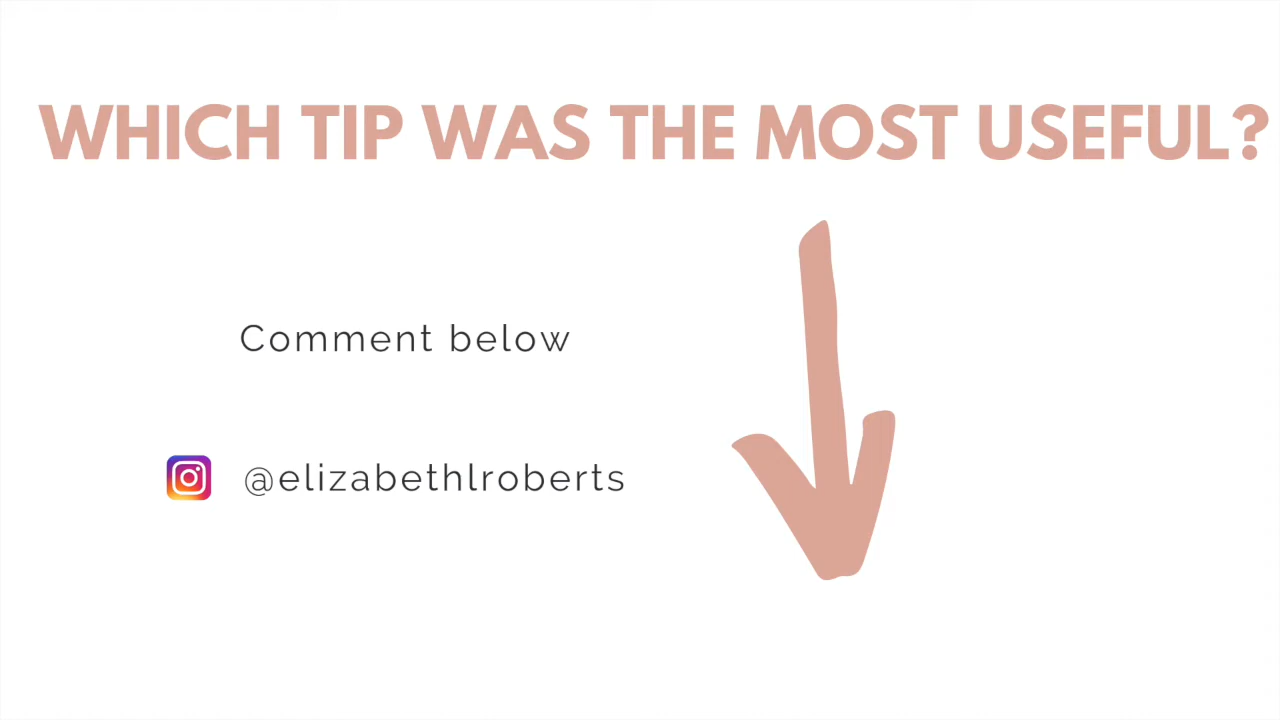 WHICH TIP WAS THE MOST USEFUL?
Comment below
@elizabethlroberts